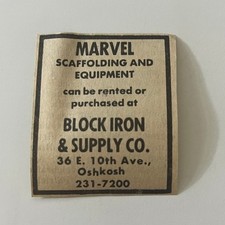 MARVEL
SCAFFOLDING AND
EQUIPMENT
can be rented or
purchased at
BLOCK IRON
& SUPPLY CO.
36 E. 10th Ave.,
Oshkosh
231-7200